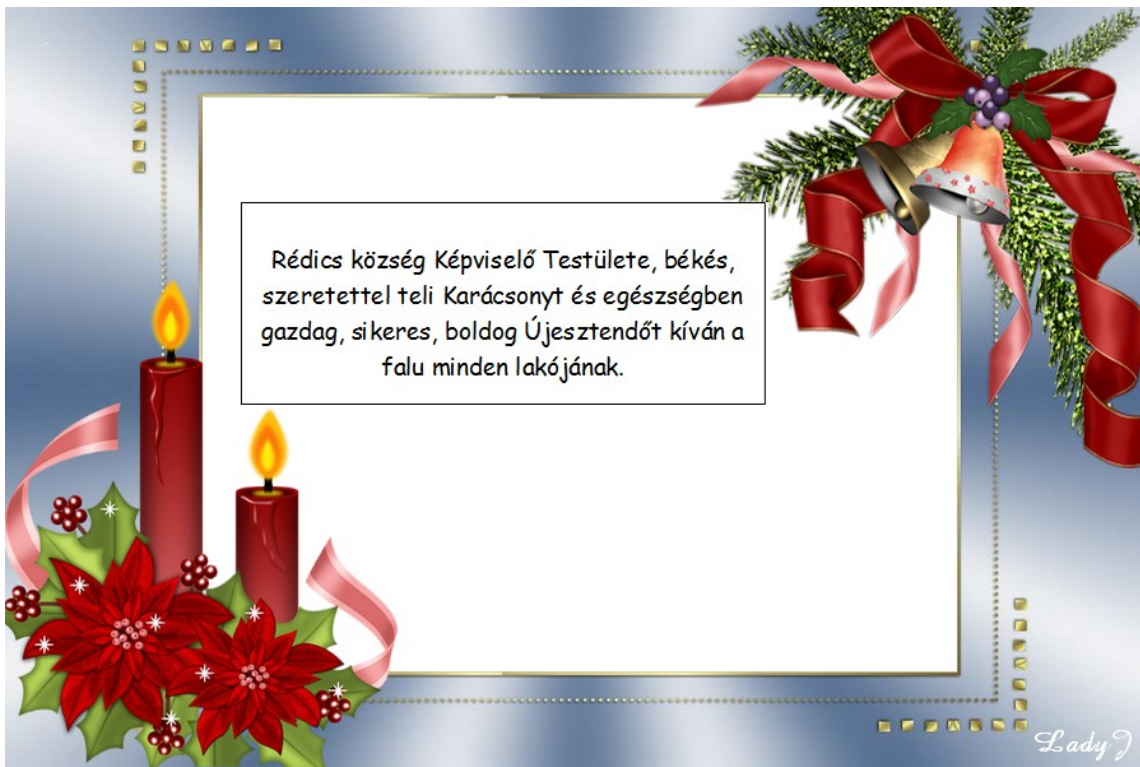 Rédics község Képviselő Testülete, békés,
szeretettel teli Karácsonyt és egészségben
gazdag, sikeres, boldog Újesztendőt kíván a
falu minden lakójának.
Lady J